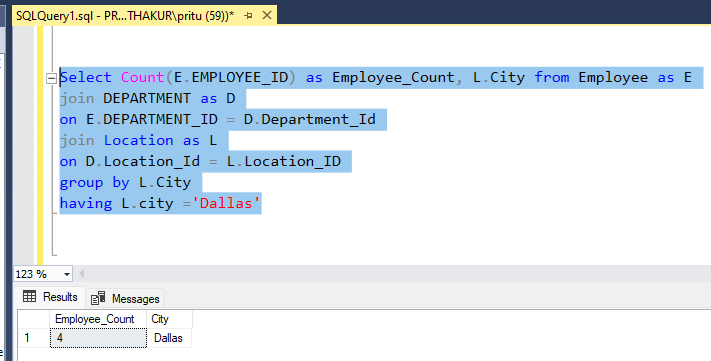 SQLQuery1.sql - PR...THAKUR\pritu (59))*
Select Count(E.EMPLOYEE_ID) as Employee_Count, L.City from Employee as E
join DEPARTMENT as D
on E.DEPARTMENT_ID = D.Department_Id
join Location as L
on D.Location_Id = L.Location_ID
group by L.City
having L.city ='Dallas'
123 %
Results Messages
Employee_Count City
1 4 Dallas